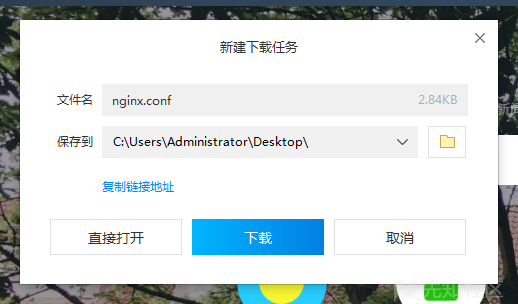 新建下载任务
文件名
nginx.conf
2.84KB
保存到
C:\Users\Administrator\Desktop\
复制链接地址
直接打开
下载
取消